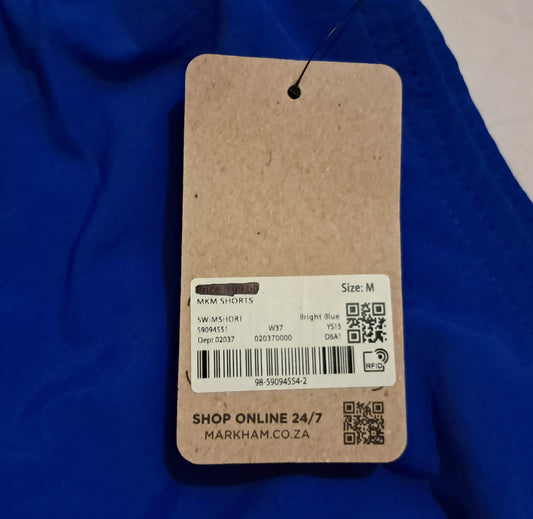 Size: M
MKM SHORTS
SWIMSHORT Bright Blue
59094551 W37 YS15
Dept 02037 020370000 D6A1
RFID
98-59094554-2
SHOP ONLINE 24/7
MARKHAM.CO.ZA